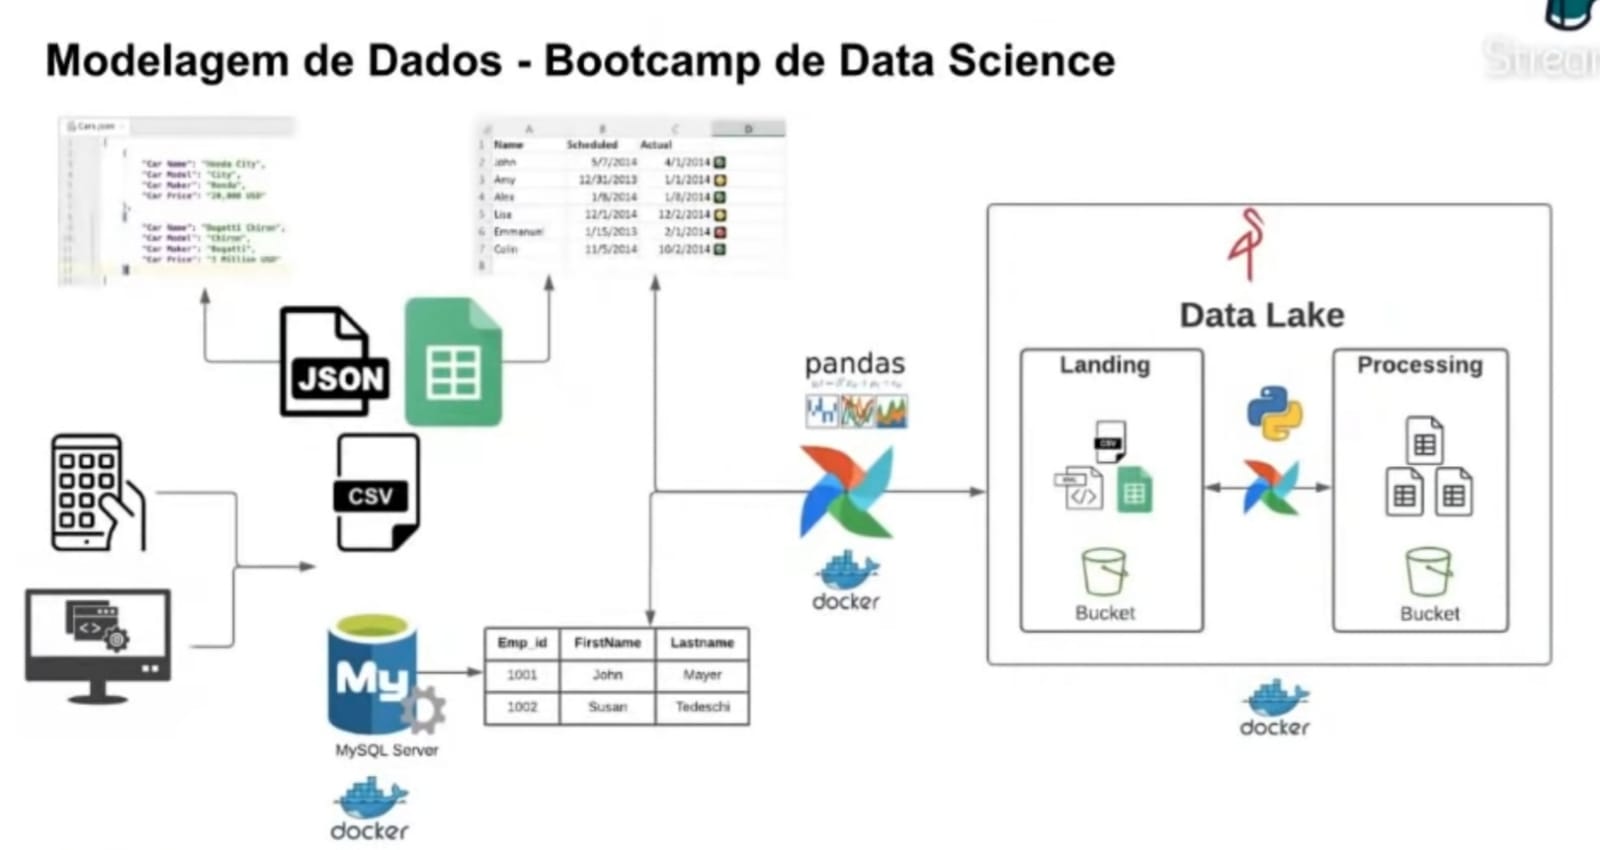 Modelagem de Dados - Bootcamp de Data Science
Strear
Cars.json
"Car Name": "Honda City",
"Car Model": "City",
"Car Maker": "Honda",
"Car Price": "20,000 USD"
"Car Name": "Bugatti Chiron",
"Car Model": "Chiron",
"Car Maker": "Bugatti",
"Car Price": "3 Million USD"
A B C D
1 Name Scheduled Actual
2 John 5/7/2014 4/1/2014
3 Amy 12/31/2013 1/1/2014
4 Alex 1/8/2014 1/8/2014
5 Lisa 12/1/2014 12/2/2014
6 Emmanuel 1/15/2013 2/1/2014
7 Colin 11/5/2014 10/2/2014
8
JSON
CSV
My
MySQL Server
docker
Emp_id FirstName Lastname
1001 John Mayer
1002 Susan Tedeschi
pandas
docker
Data Lake
Landing
CSV
XML
</>
Bucket
Processing
Bucket
docker